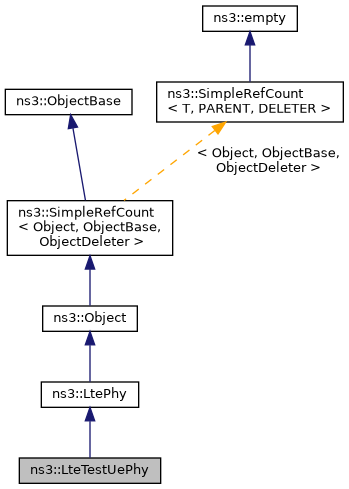 ns3::empty
ns3::ObjectBase
ns3::SimpleRefCount
< T, PARENT, DELETER >
< Object, ObjectBase,
ObjectDeleter >
ns3::SimpleRefCount
< Object, ObjectBase,
ObjectDeleter >
ns3::Object
ns3::LtePhy
ns3::LteTestUePhy